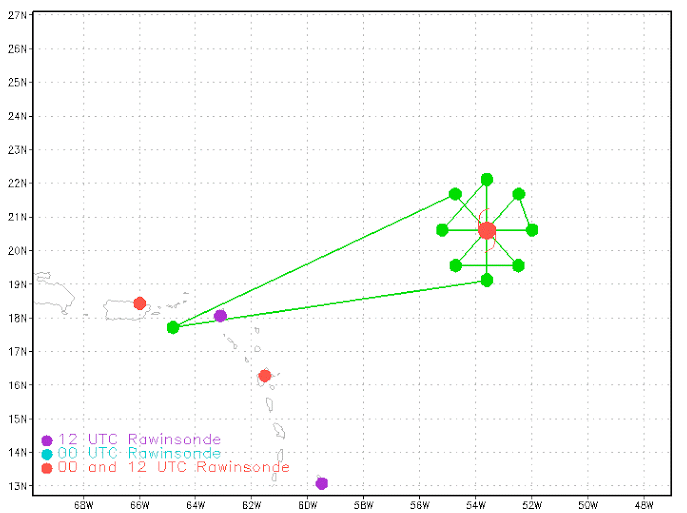 27N
26N
25N
24N
23N
22N
21N
20N
19N
18N
17N
16N
15N
14N
13N
12 UTC Rawinsonde
00 UTC Rawinsonde
00 and 12 UTC Rawinsonde
68W 66W 64W 62W 60W 58W 56W 54W 52W 50W 48W